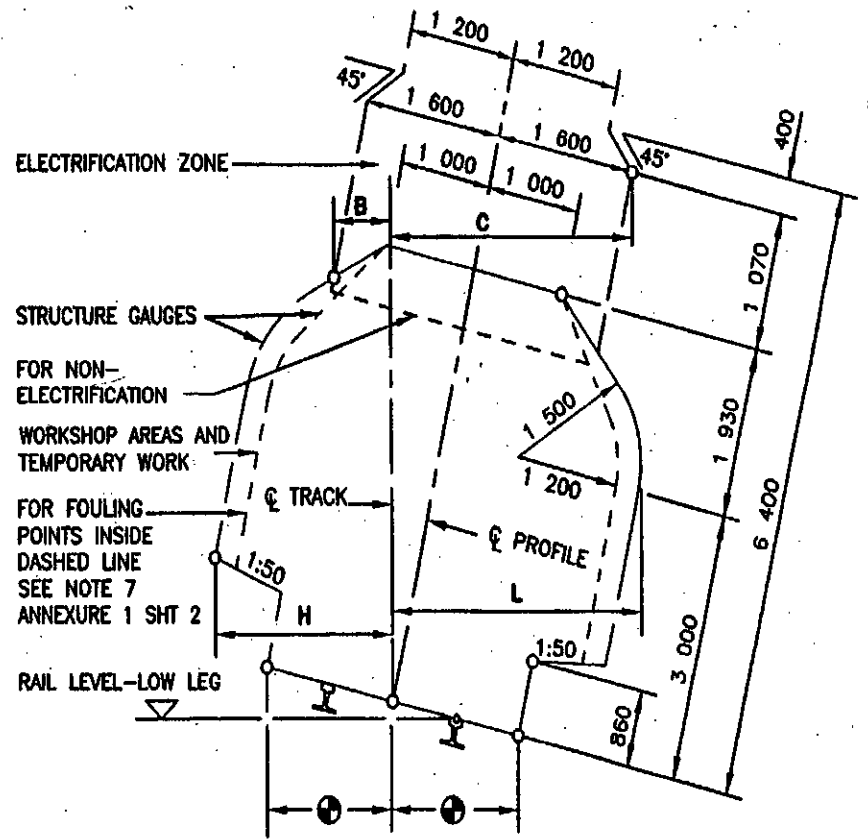 1 200
1 200
45°
1 600
1 600
45°
400
ELECTRIFICATION ZONE
1 000
1 000
B
C
1 070
STRUCTURE GAUGES
FOR NON-
ELECTRIFICATION
1 500
1 930
WORKSHOP AREAS AND
TEMPORARY WORK
1 200
6 400
℄ TRACK
FOR FOULING
POINTS INSIDE
DASHED LINE
SEE NOTE 7
ANNEXURE 1 SHT 2
℄ PROFILE
1:50
H
L
1:50
3 000
RAIL LEVEL-LOW LEG
860